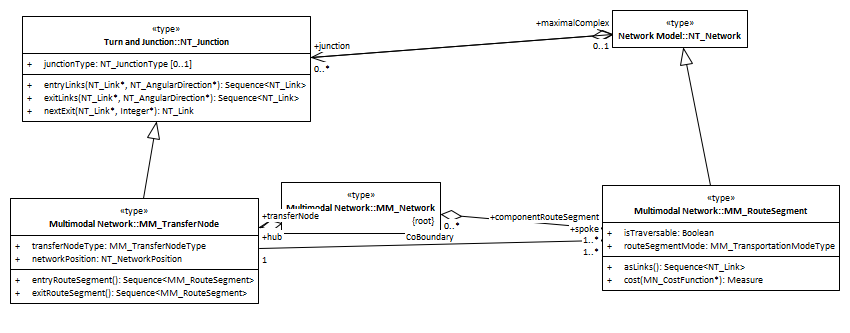 «type»
Turn and Junction::NT_Junction
+ junctionType: NT_JunctionType [0..1]
+ entryLinks(NT_Link*, NT_AngularDirection*): Sequence<NT_Link>
+ exitLinks(NT_Link*, NT_AngularDirection*): Sequence<NT_Link>
+ nextExit(NT_Link*, Integer*): NT_Link
+junction
0..*
+maximalComplex
0..1
«type»
Network Model::NT_Network
«type»
Multimodal Network::MM_TransferNode
+ transferNodeType: MM_TransferNodeType
+ networkPosition: NT_NetworkPosition
+ entryRouteSegment(): Sequence<MM_RouteSegment>
+ exitRouteSegment(): Sequence<MM_RouteSegment>
«type»
Multimodal Network::MM_Network
{root}
+transferNode
+hub
1
CoBoundary
0..*
+componentRouteSegment
+spoke
1..*
1..*
«type»
Multimodal Network::MM_RouteSegment
+ isTraversable: Boolean
+ routeSegmentMode: MM_TransportationModeType
+ asLinks(): Sequence<NT_Link>
+ cost(MN_CostFunction*): Measure